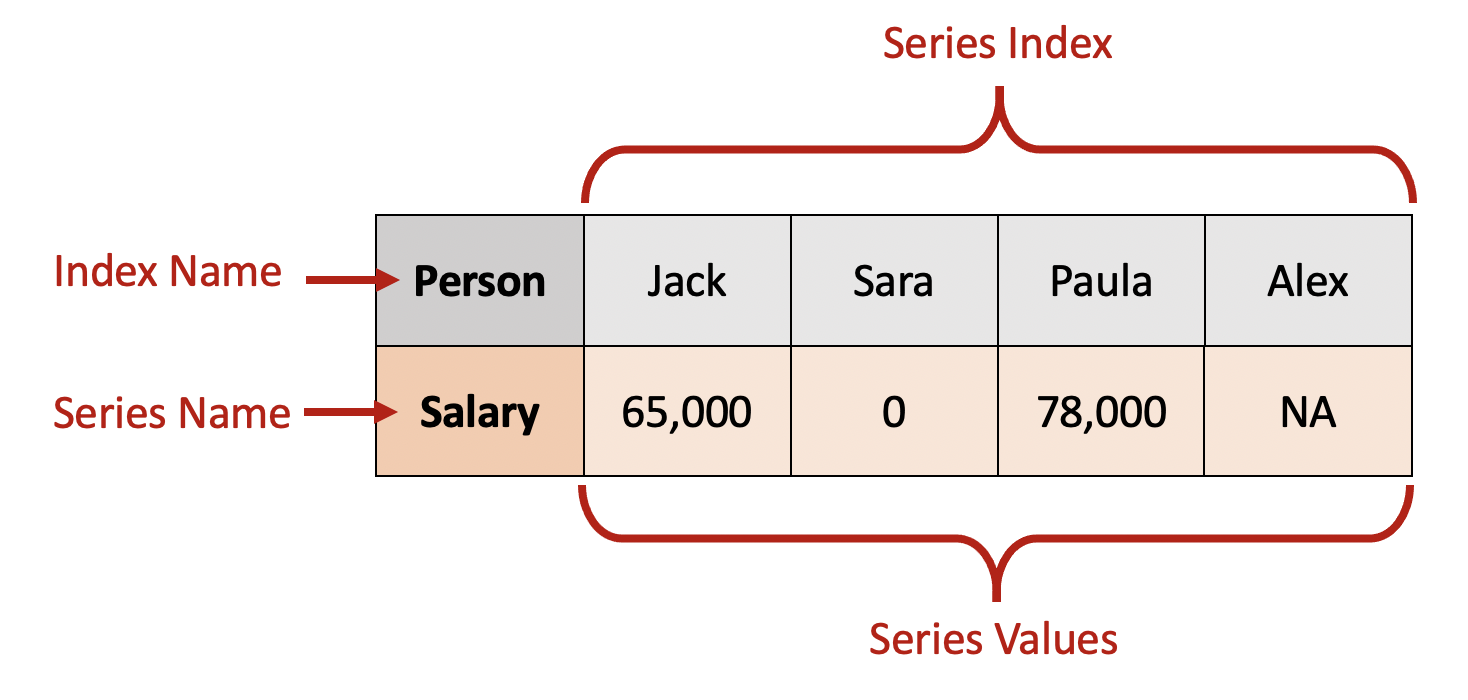 Series Index
Index Name
Person Jack Sara Paula Alex
Series Name
Salary 65,000 0 78,000 NA
Series Values